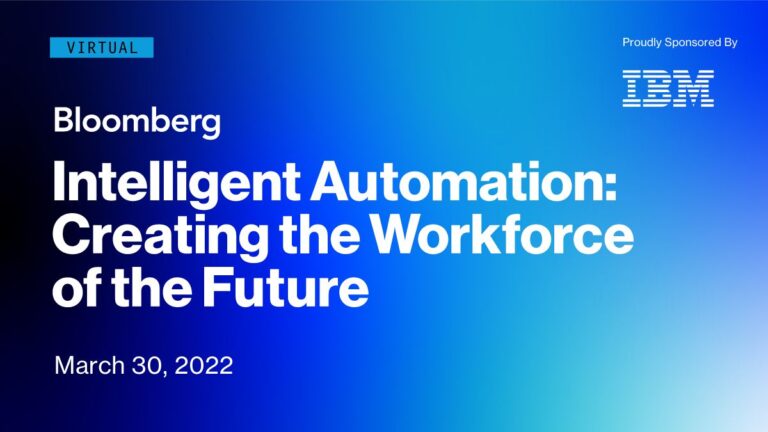 VIRTUAL
Proudly Sponsored By
IBM
Bloomberg
Intelligent Automation:
Creating the Workforce
of the Future
March 30, 2022